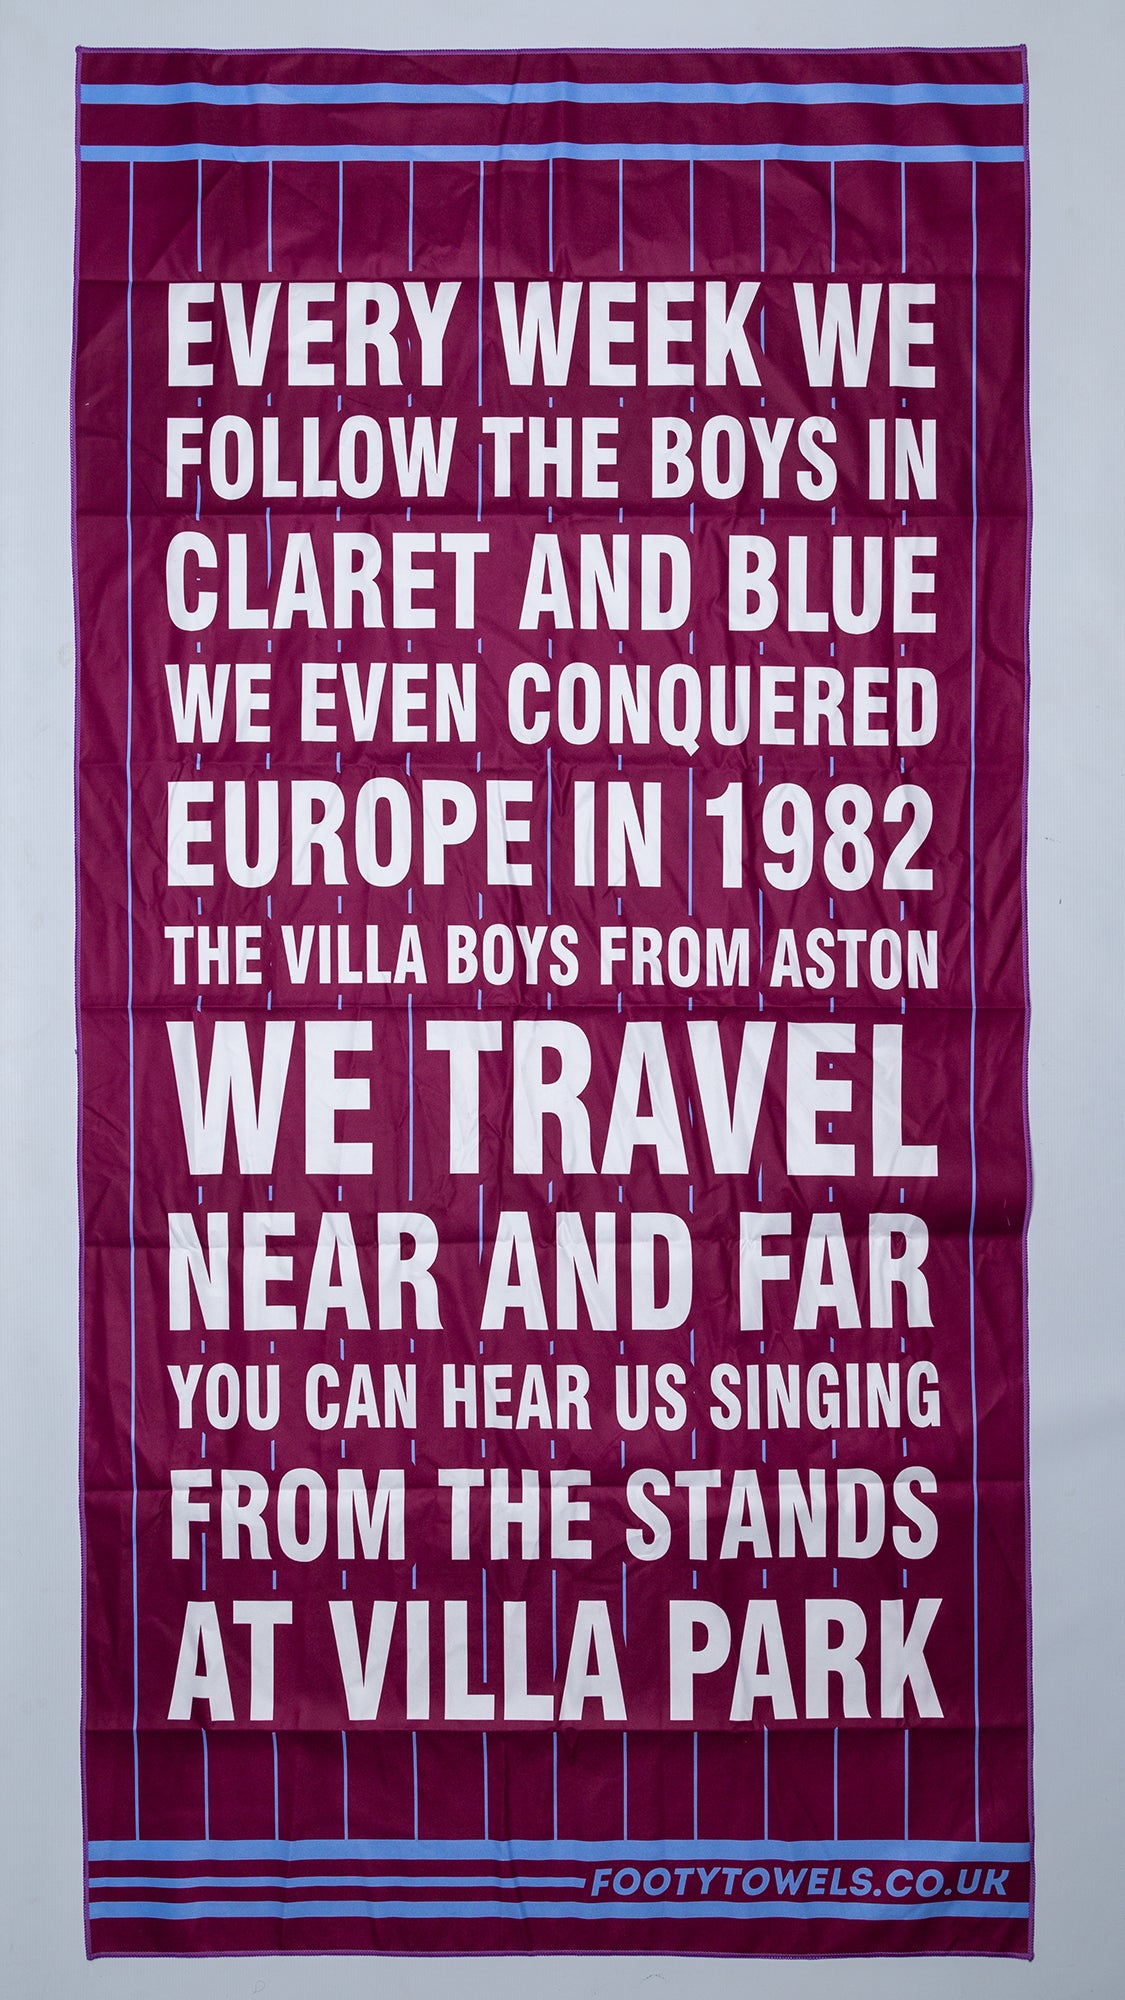 EVERY WEEK WE
FOLLOW THE BOYS IN
CLARET AND BLUE
WE EVEN CONQUERED
EUROPE IN 1982
THE VILLA BOYS FROM ASTON
WE TRAVEL
NEAR AND FAR
YOU CAN HEAR US SINGING
FROM THE STANDS
AT VILLA PARK
FOOTYTOWELS.CO.UK